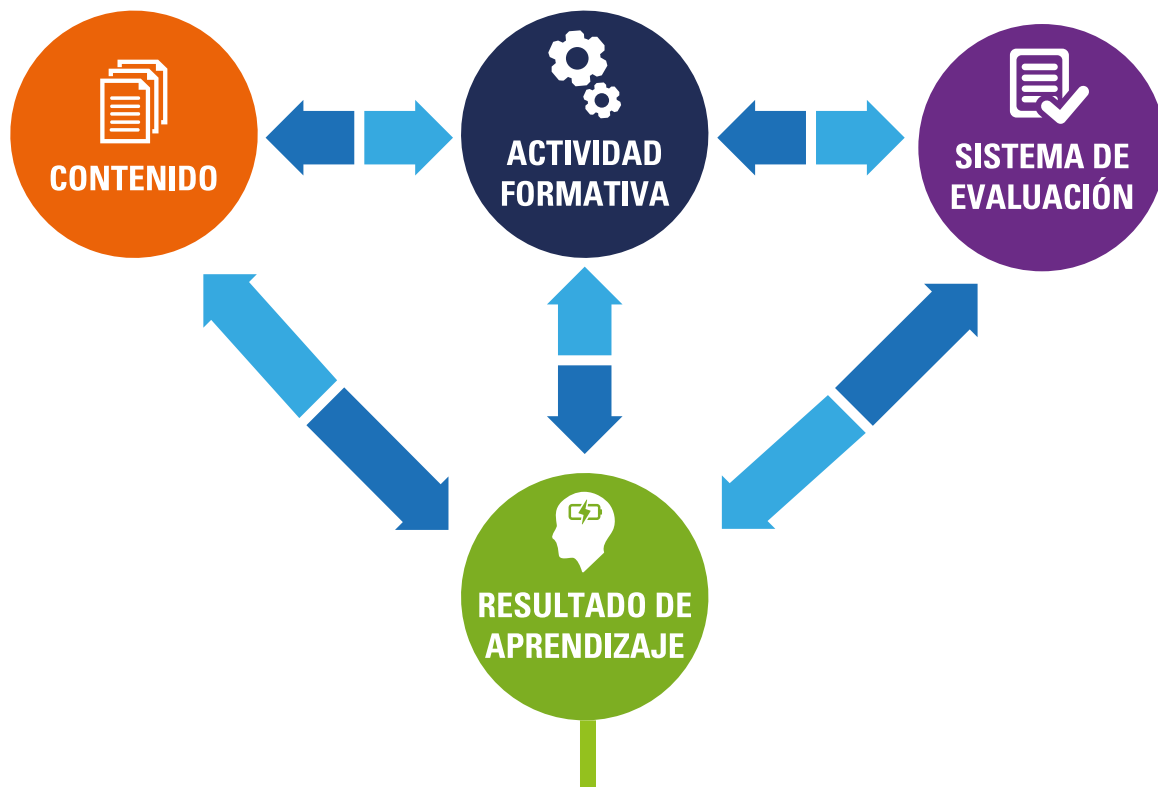 CONTENIDO
ACTIVIDAD
FORMATIVA
SISTEMA DE
EVALUACIÓN
RESULTADO DE
APRENDIZAJE